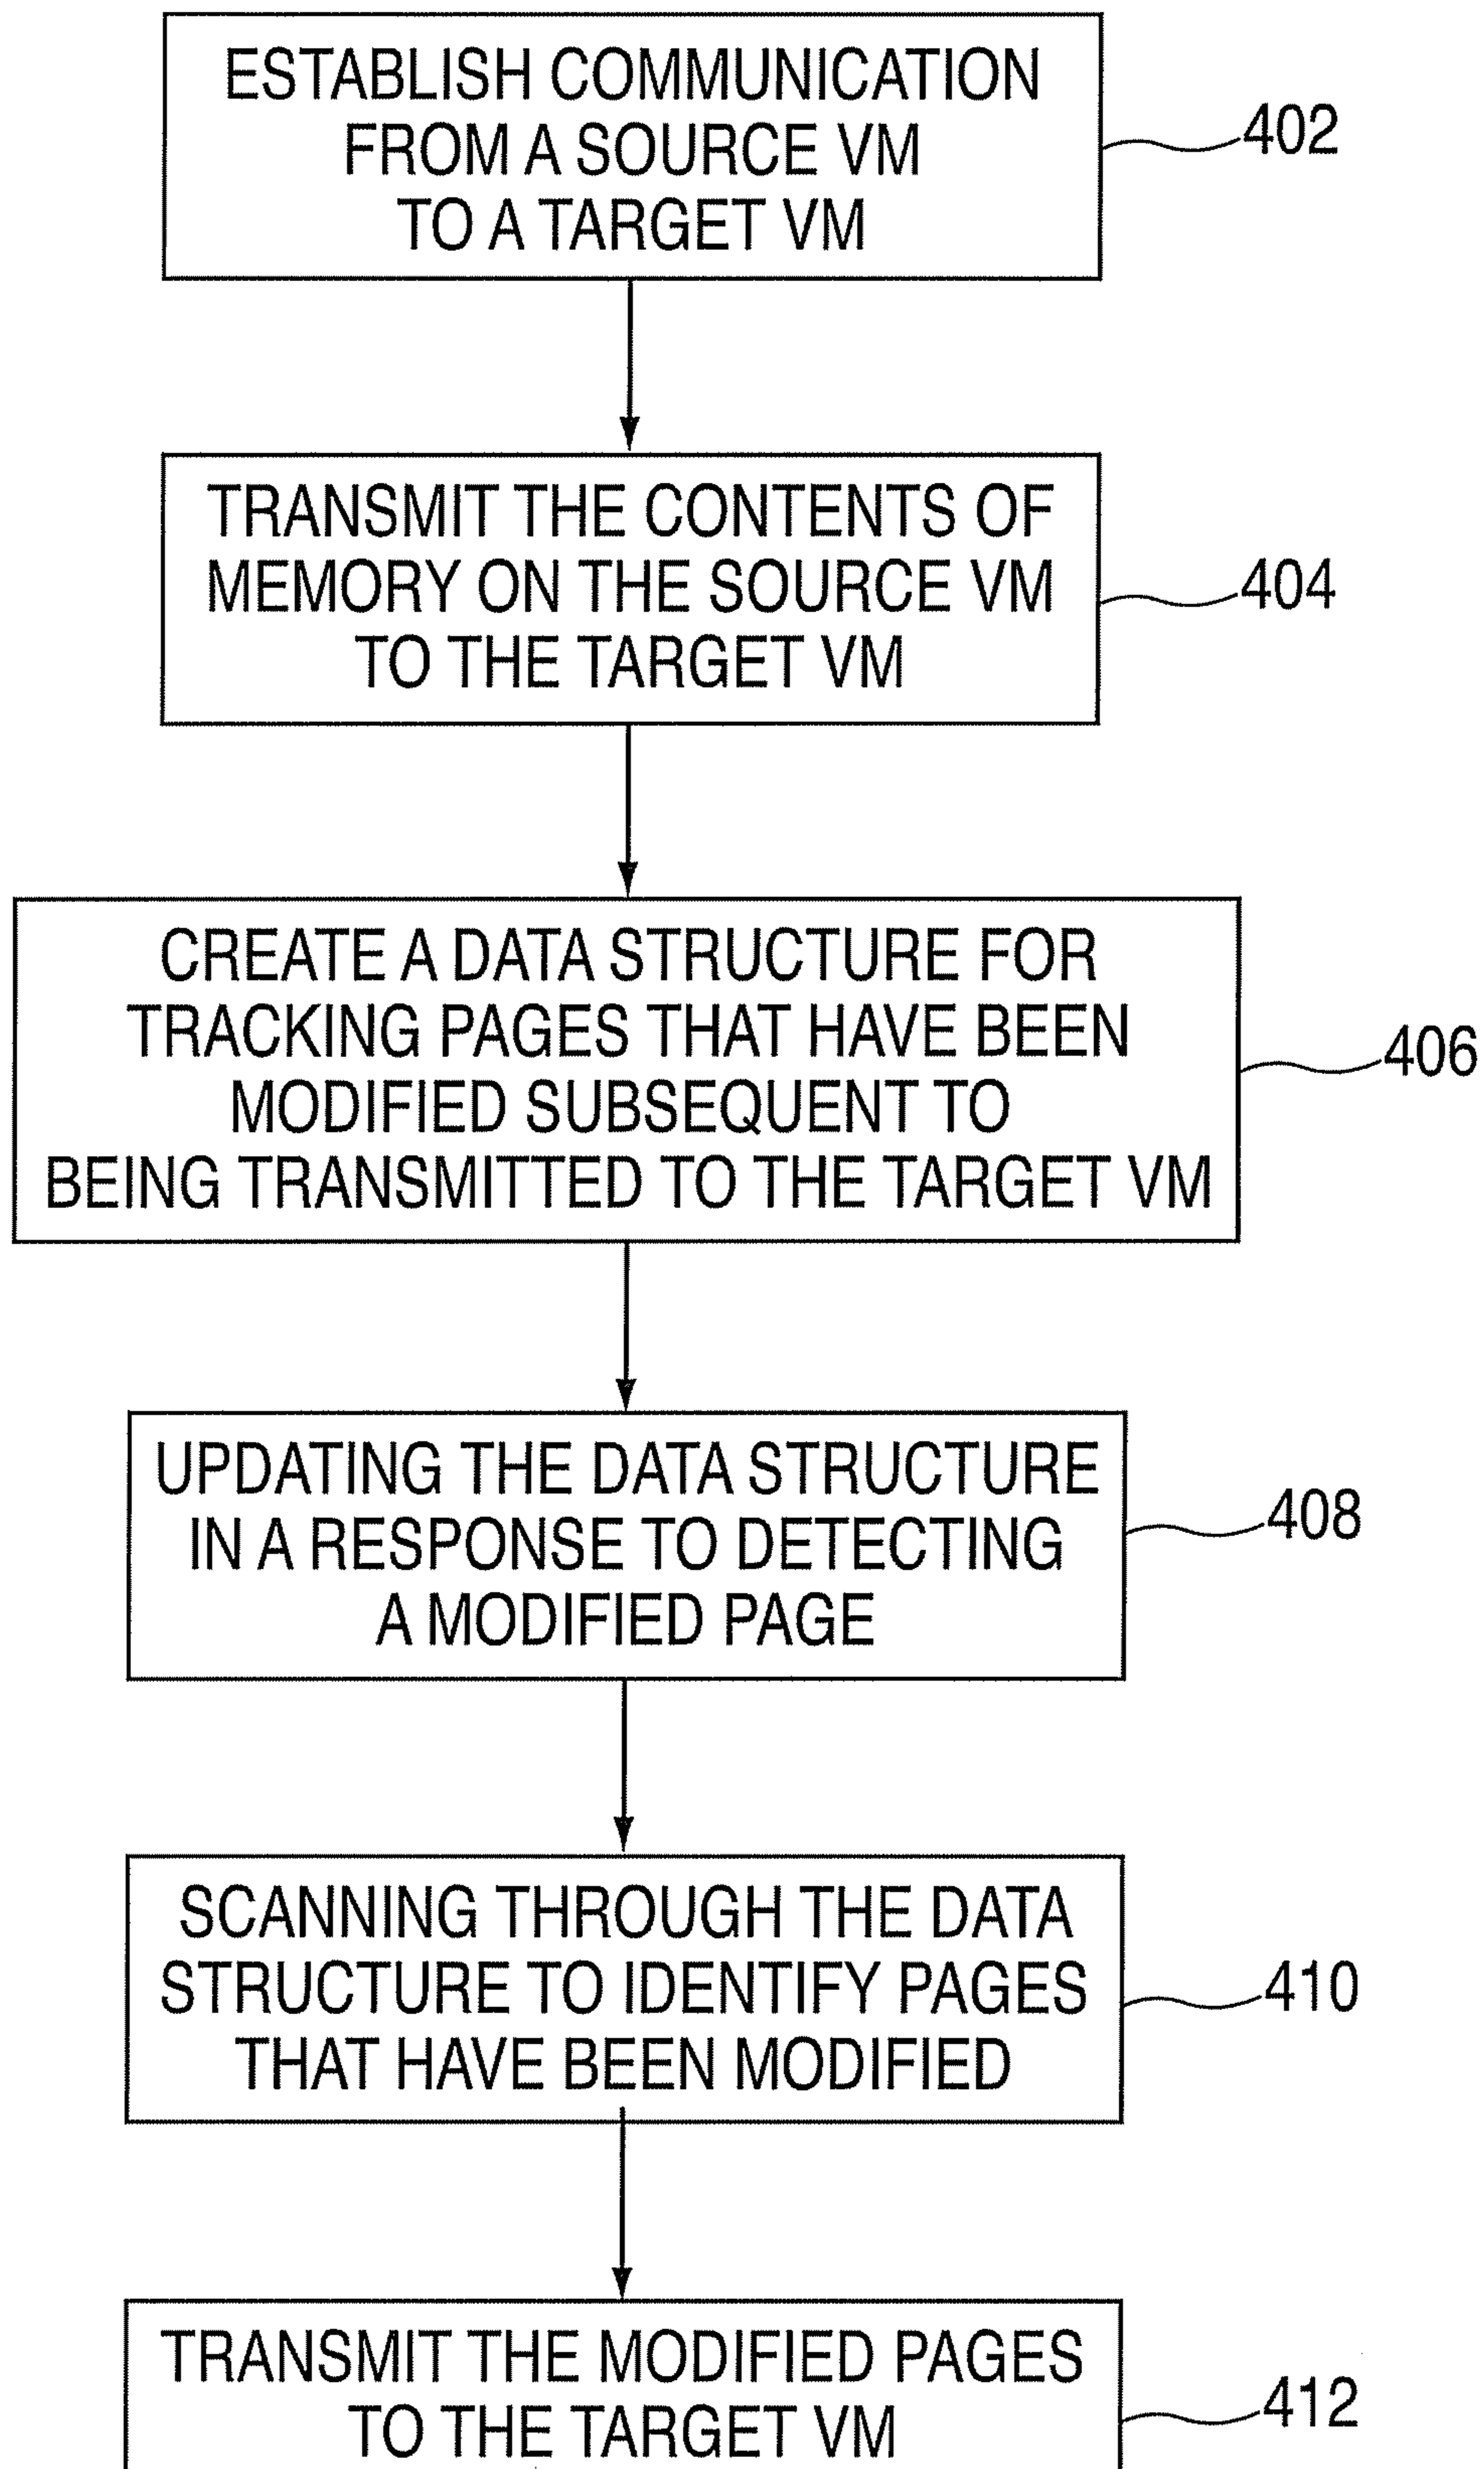 ESTABLISH COMMUNICATION
FROM A SOURCE VM
TO A TARGET VM
402
TRANSMIT THE CONTENTS OF
MEMORY ON THE SOURCE VM
TO THE TARGET VM
404
CREATE A DATA STRUCTURE FOR
TRACKING PAGES THAT HAVE BEEN
MODIFIED SUBSEQUENT TO
BEING TRANSMITTED TO THE TARGET VM
406
UPDATING THE DATA STRUCTURE
IN A RESPONSE TO DETECTING
A MODIFIED PAGE
408
SCANNING THROUGH THE DATA
STRUCTURE TO IDENTIFY PAGES
THAT HAVE BEEN MODIFIED
410
TRANSMIT THE MODIFIED PAGES
TO THE TARGET VM
412